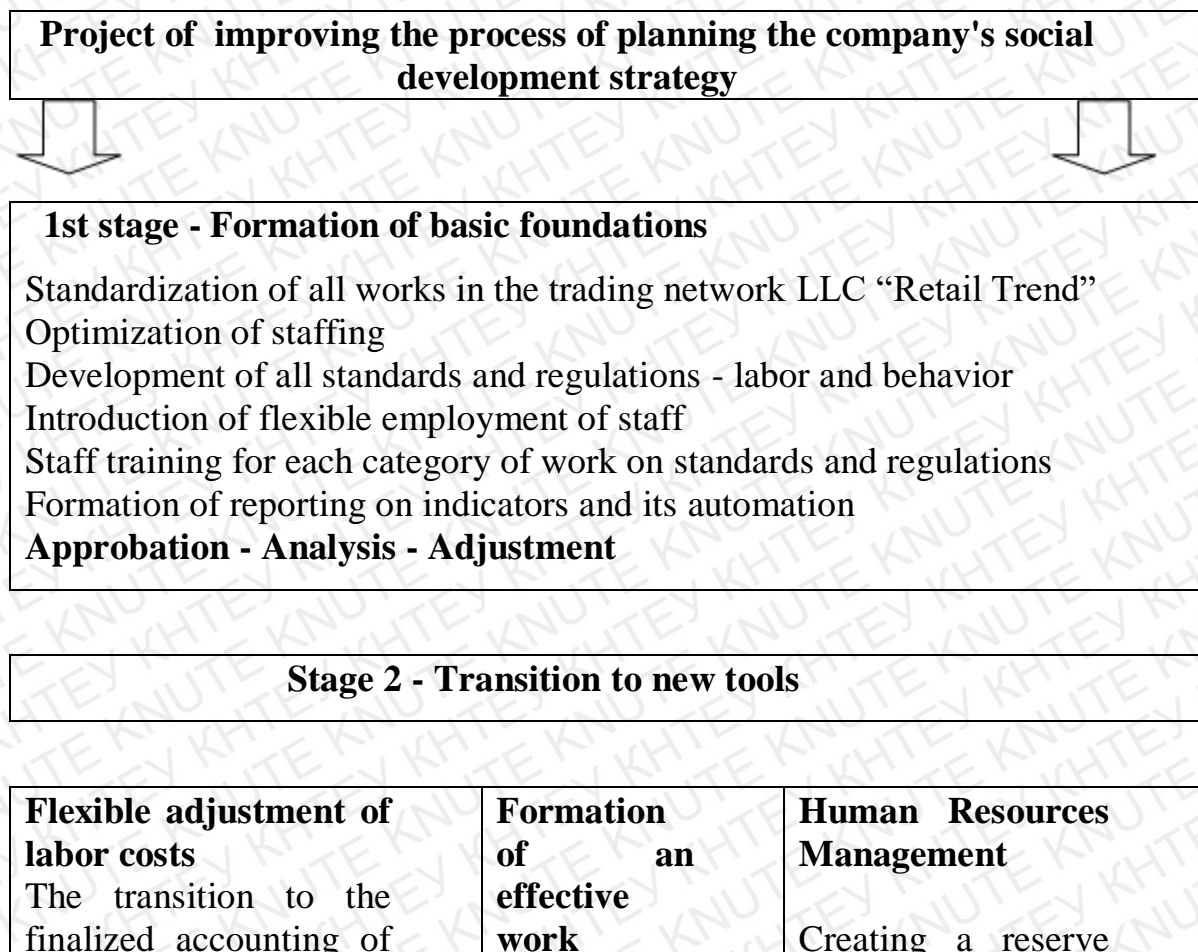 Project of improving the process of planning the company's social
development strategy
1st stage - Formation of basic foundations
Standardization of all works in the trading network LLC “Retail Trend”
Optimization of staffing
Development of all standards and regulations - labor and behavior
Introduction of flexible employment of staff
Staff training for each category of work on standards and regulations
Formation of reporting on indicators and its automation
Approbation - Analysis - Adjustment
Stage 2 - Transition to new tools
Flexible adjustment of
labor costs
The transition to the
finalized accounting of
Formation
of an
effective
work
Human Resources
Management
Creating a reserve